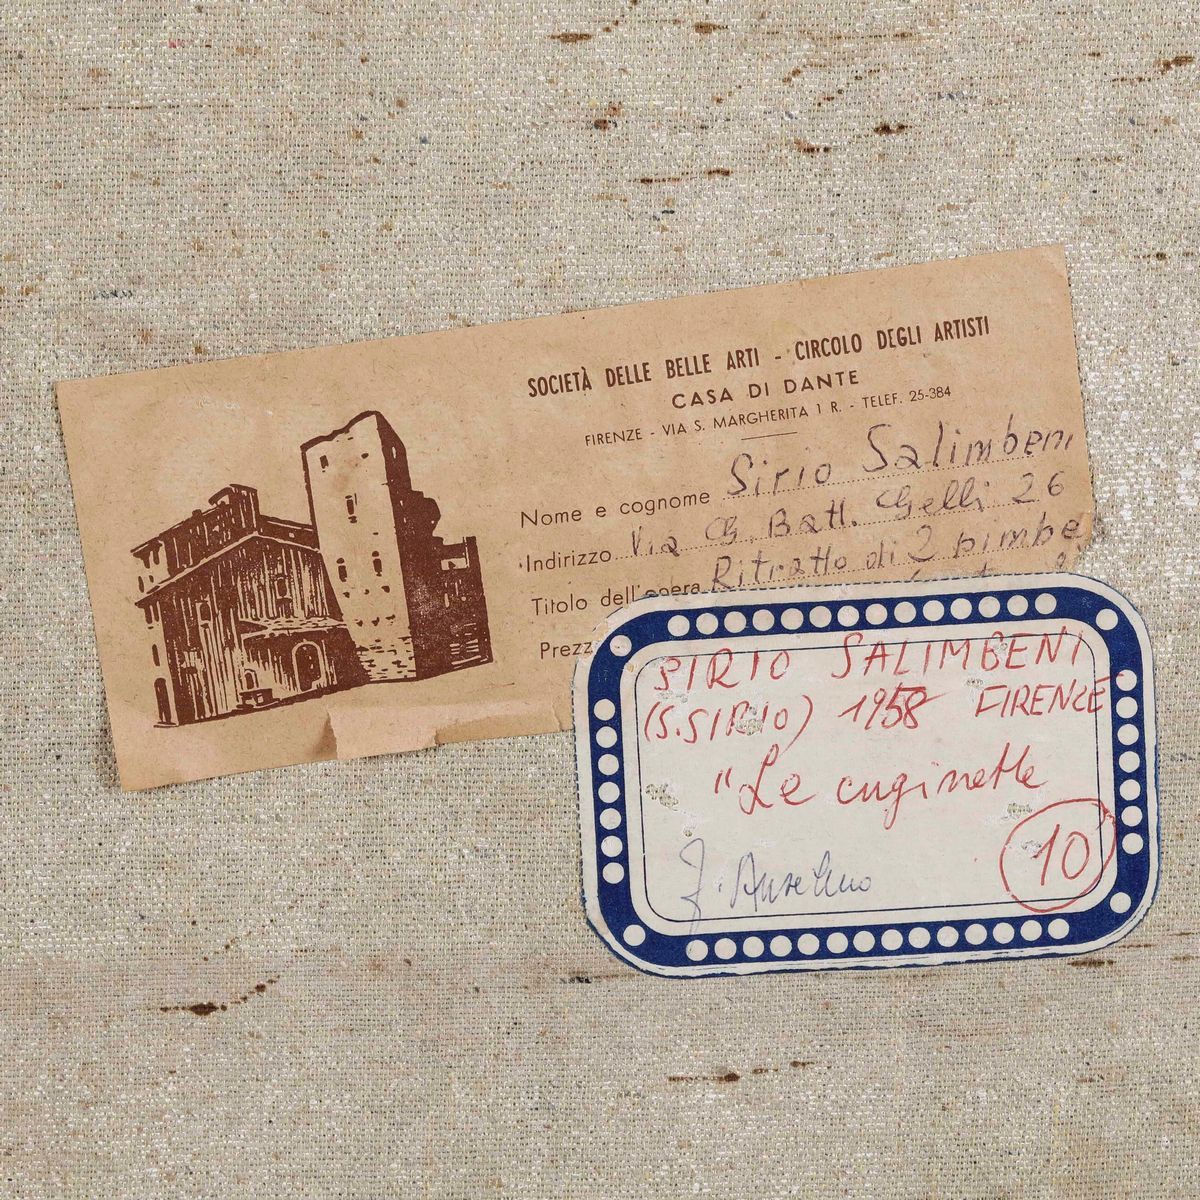 SOCIETÀ DELLE BELLE ARTI - CIRCOLO DEGLI ARTISTI
CASA DI DANTE
FIRENZE - VIA S. MARGHERITA 1 R. - TELEF. 25-384
Nome e cognome Sirio Salimbeni
Indirizzo Via G. Batt. Gelli 26
Titolo dell'opera Ritratto di 2 bimbe
Prezz
SIRIO SALIMBENI
(S. SIRIO) 1958 FIRENZE
"Le cuginette
10